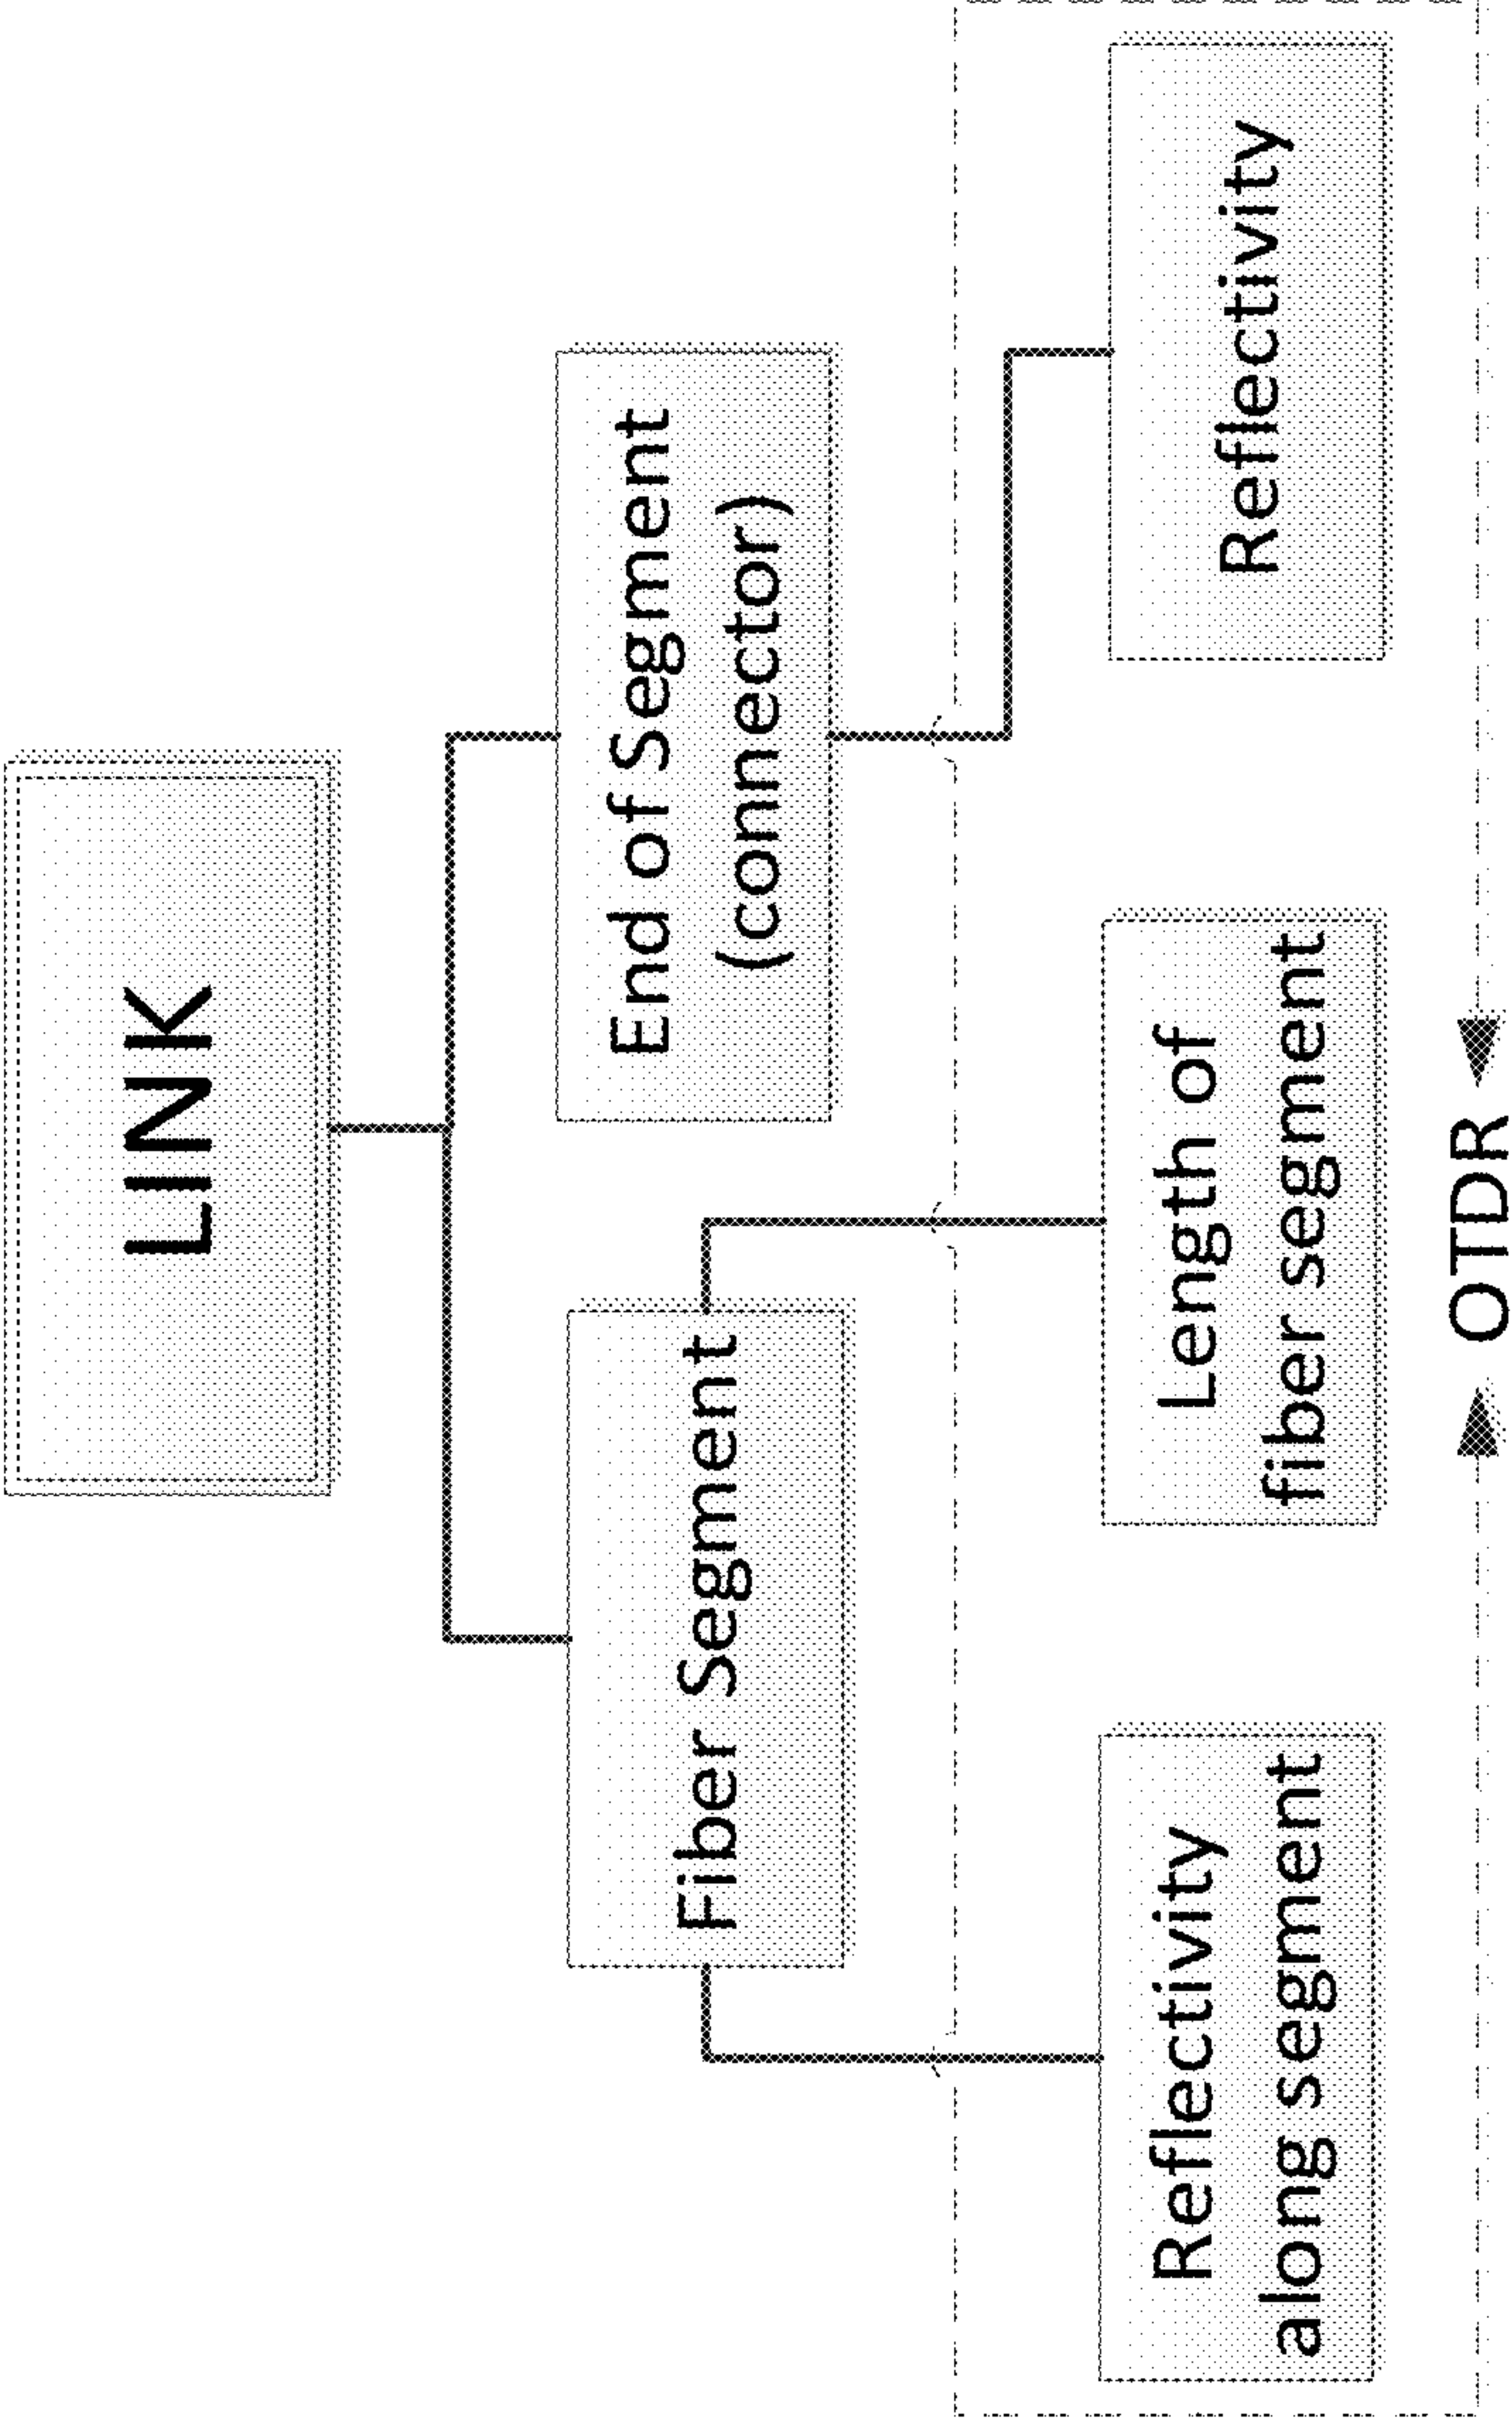 LINK
Fiber Segment
End of Segment
(connector)
Reflectivity
along segment
Length of
fiber segment
Reflectivity
OTDR